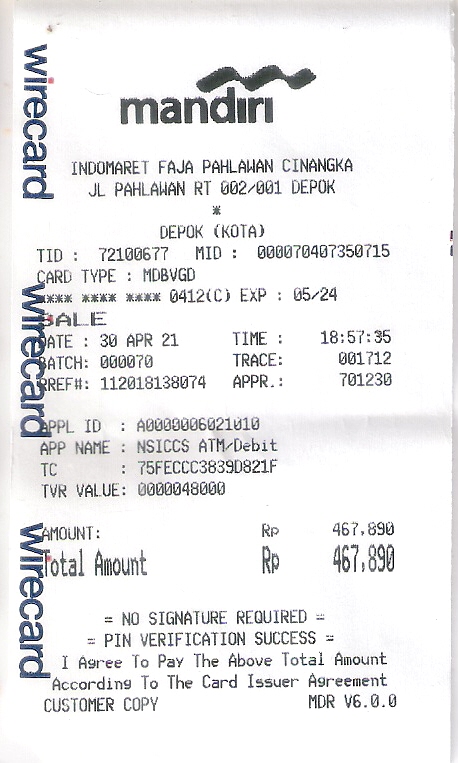 mandiri
INDOMARET FAJA PAHLAWAN CINANGKA
JL PAHLAWAN RT 002/001 DEPOK
*
DEPOK (KOTA)
TID : 72100677 MID : 000070407350715
CARD TYPE : MDBVGD
**** **** **** 0412(C) EXP : 05/24
SALE
DATE : 30 APR 21 TIME : 18:57:35
BATCH: 000070 TRACE: 001712
RREF#: 112018138074 APPR.: 701230
APPL ID : A0000006021010
APP NAME : NSICCS ATM/Debit
TC : 75FECCC3839D821F
TVR VALUE: 0000048000
AMOUNT: Rp 467,890
Total Amount Rp 467,890
= NO SIGNATURE REQUIRED =
= PIN VERIFICATION SUCCESS =
I Agree To Pay The Above Total Amount
According To The Card Issuer Agreement
CUSTOMER COPY MDR V6.0.0
wirecard
wirecard
wirecard